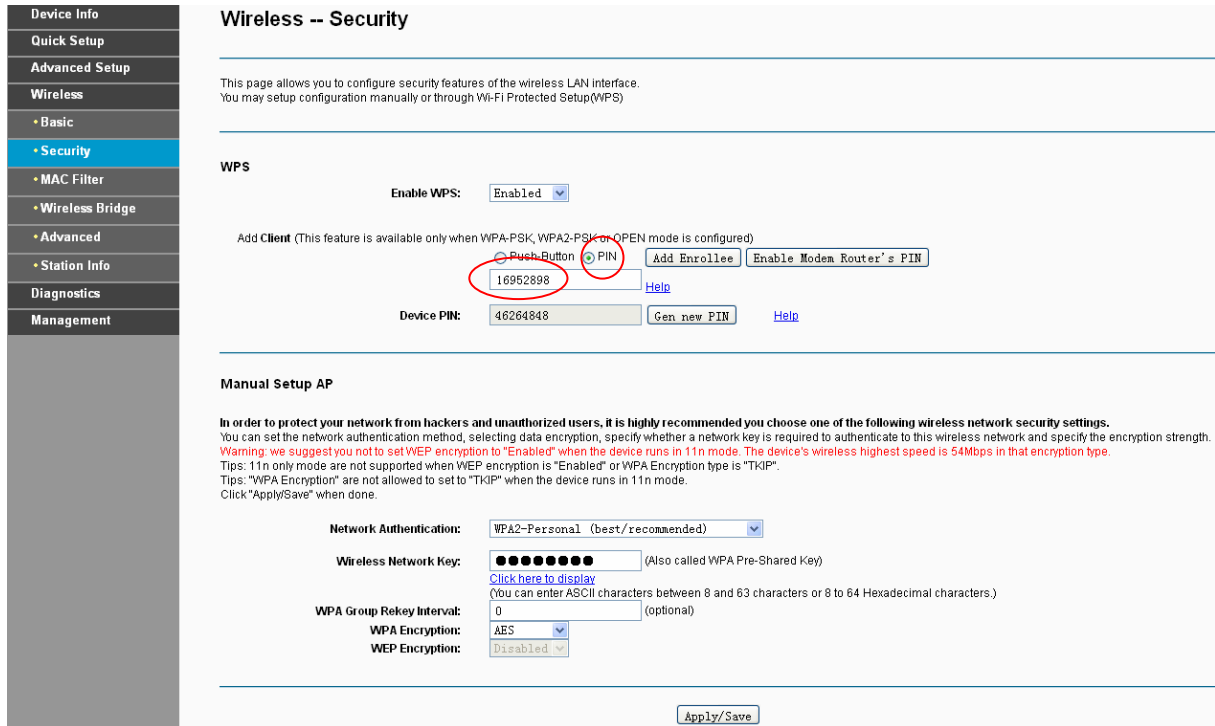 Device Info
Quick Setup
Advanced Setup
Wireless
•Basic
•Security
•MAC Filter
•Wireless Bridge
•Advanced
•Station Info
Diagnostics
Management
Wireless -- Security
This page allows you to configure security features of the wireless LAN interface.
You may setup configuration manually or through Wi-Fi Protected Setup(WPS)
WPS
Enable WPS: Enabled
Add Client (This feature is available only when WPA-PSK, WPA2-PSK or OPEN mode is configured)
Push-Button PIN Add Enrollee Enable Modem Router's PIN
16952898 Help
Device PIN: 46264848 Gen new PIN Help
Manual Setup AP
In order to protect your network from hackers and unauthorized users, it is highly recommended you choose one of the following wireless network security settings.
You can set the network authentication method, selecting data encryption, specify whether a network key is required to authenticate to this wireless network and specify the encryption strength.
Warning: we suggest you not to set WEP encryption to "Enabled" when the device runs in 11n mode. The device's wireless highest speed is 54Mbps in that encryption type.
Tips: 11n only mode are not supported when WEP encryption is "Enabled" or WPA Encryption type is "TKIP".
Tips: "WPA Encryption" are not allowed to set to "TKIP" when the device runs in 11n mode.
Click "Apply/Save" when done.
Network Authentication: WPA2-Personal (best/recommended)
Wireless Network Key: ●●●●●●●● (Also called WPA Pre-Shared Key)
Click here to display
(You can enter ASCII characters between 8 and 63 characters or 8 to 64 Hexadecimal characters.)
WPA Group Rekey Interval: 0 (optional)
WPA Encryption: AES
WEP Encryption: Disabled
Apply/Save